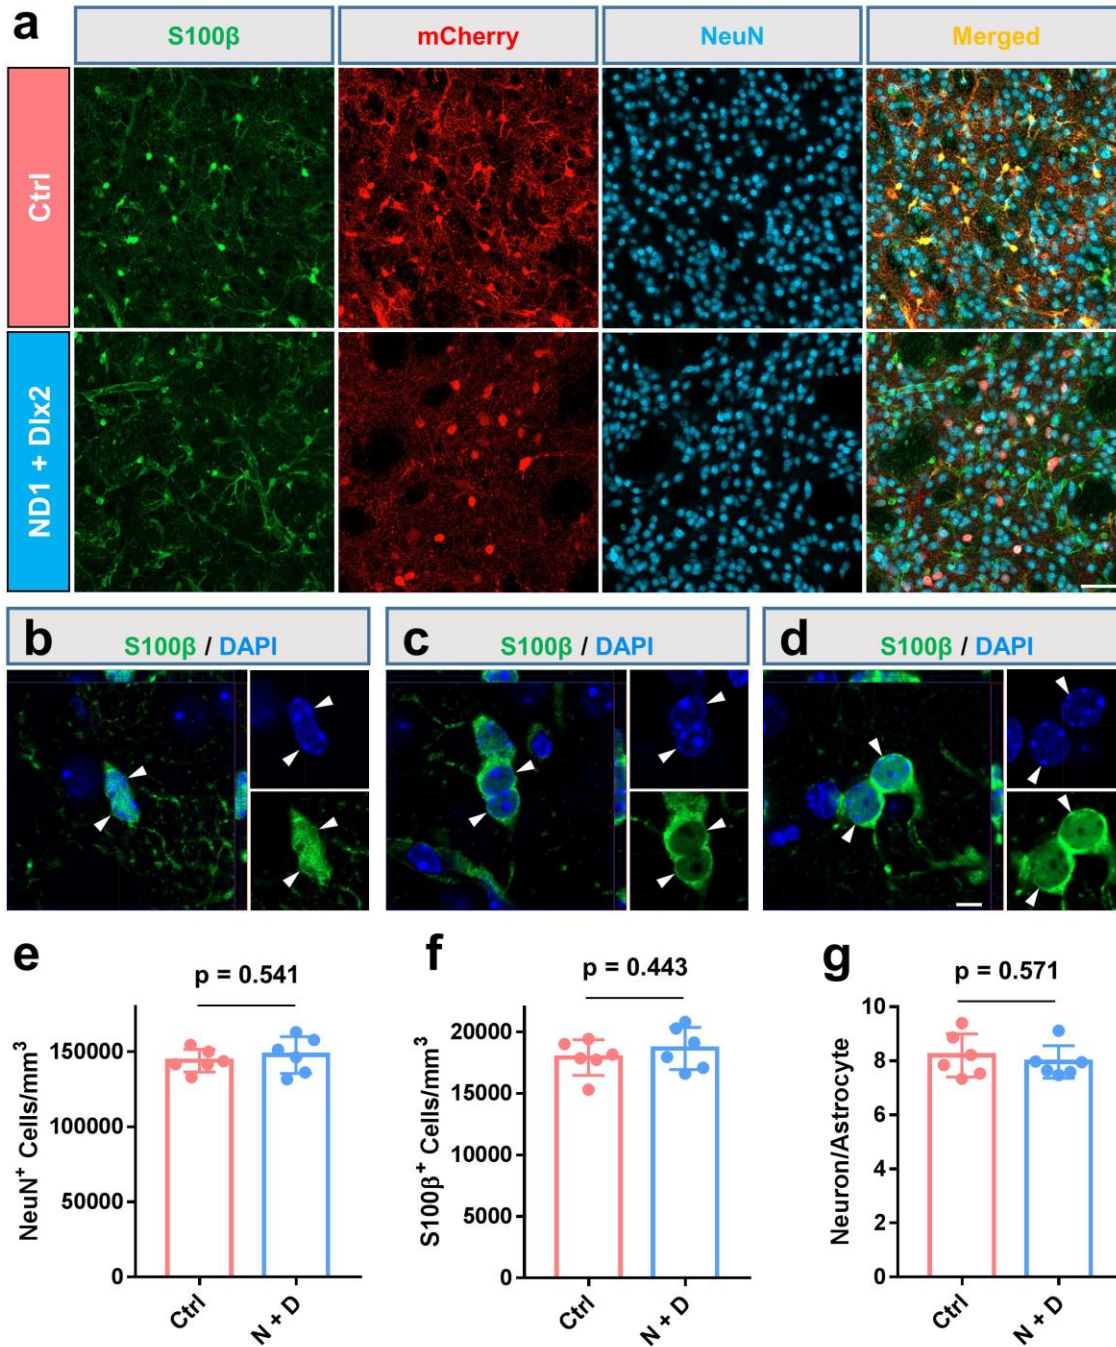 a
S100β
mCherry
NeuN
Merged
Ctrl
ND1 + Dlx2
b
S100β / DAPI
c
S100β / DAPI
d
S100β / DAPI
e
p = 0.541
NeuN⁺ Cells/mm³
150000
100000
50000
0
Ctrl
N + D
f
p = 0.443
S100β⁺ Cells/mm³
20000
15000
10000
5000
0
Ctrl
N + D
g
p = 0.571
Neuron/Astrocyte
10
8
6
4
2
0
Ctrl
N + D